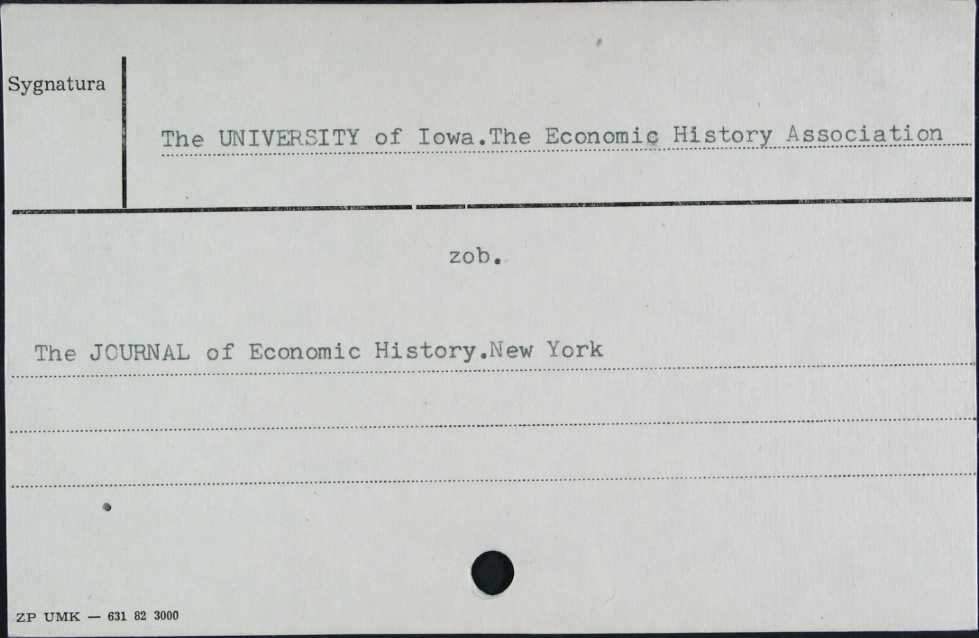 Sygnatura
The UNIVERSITY of Iowa.The Economic History Association
zob.
The JOURNAL of Economic History.New York
ZP UMK — 631 82 3000